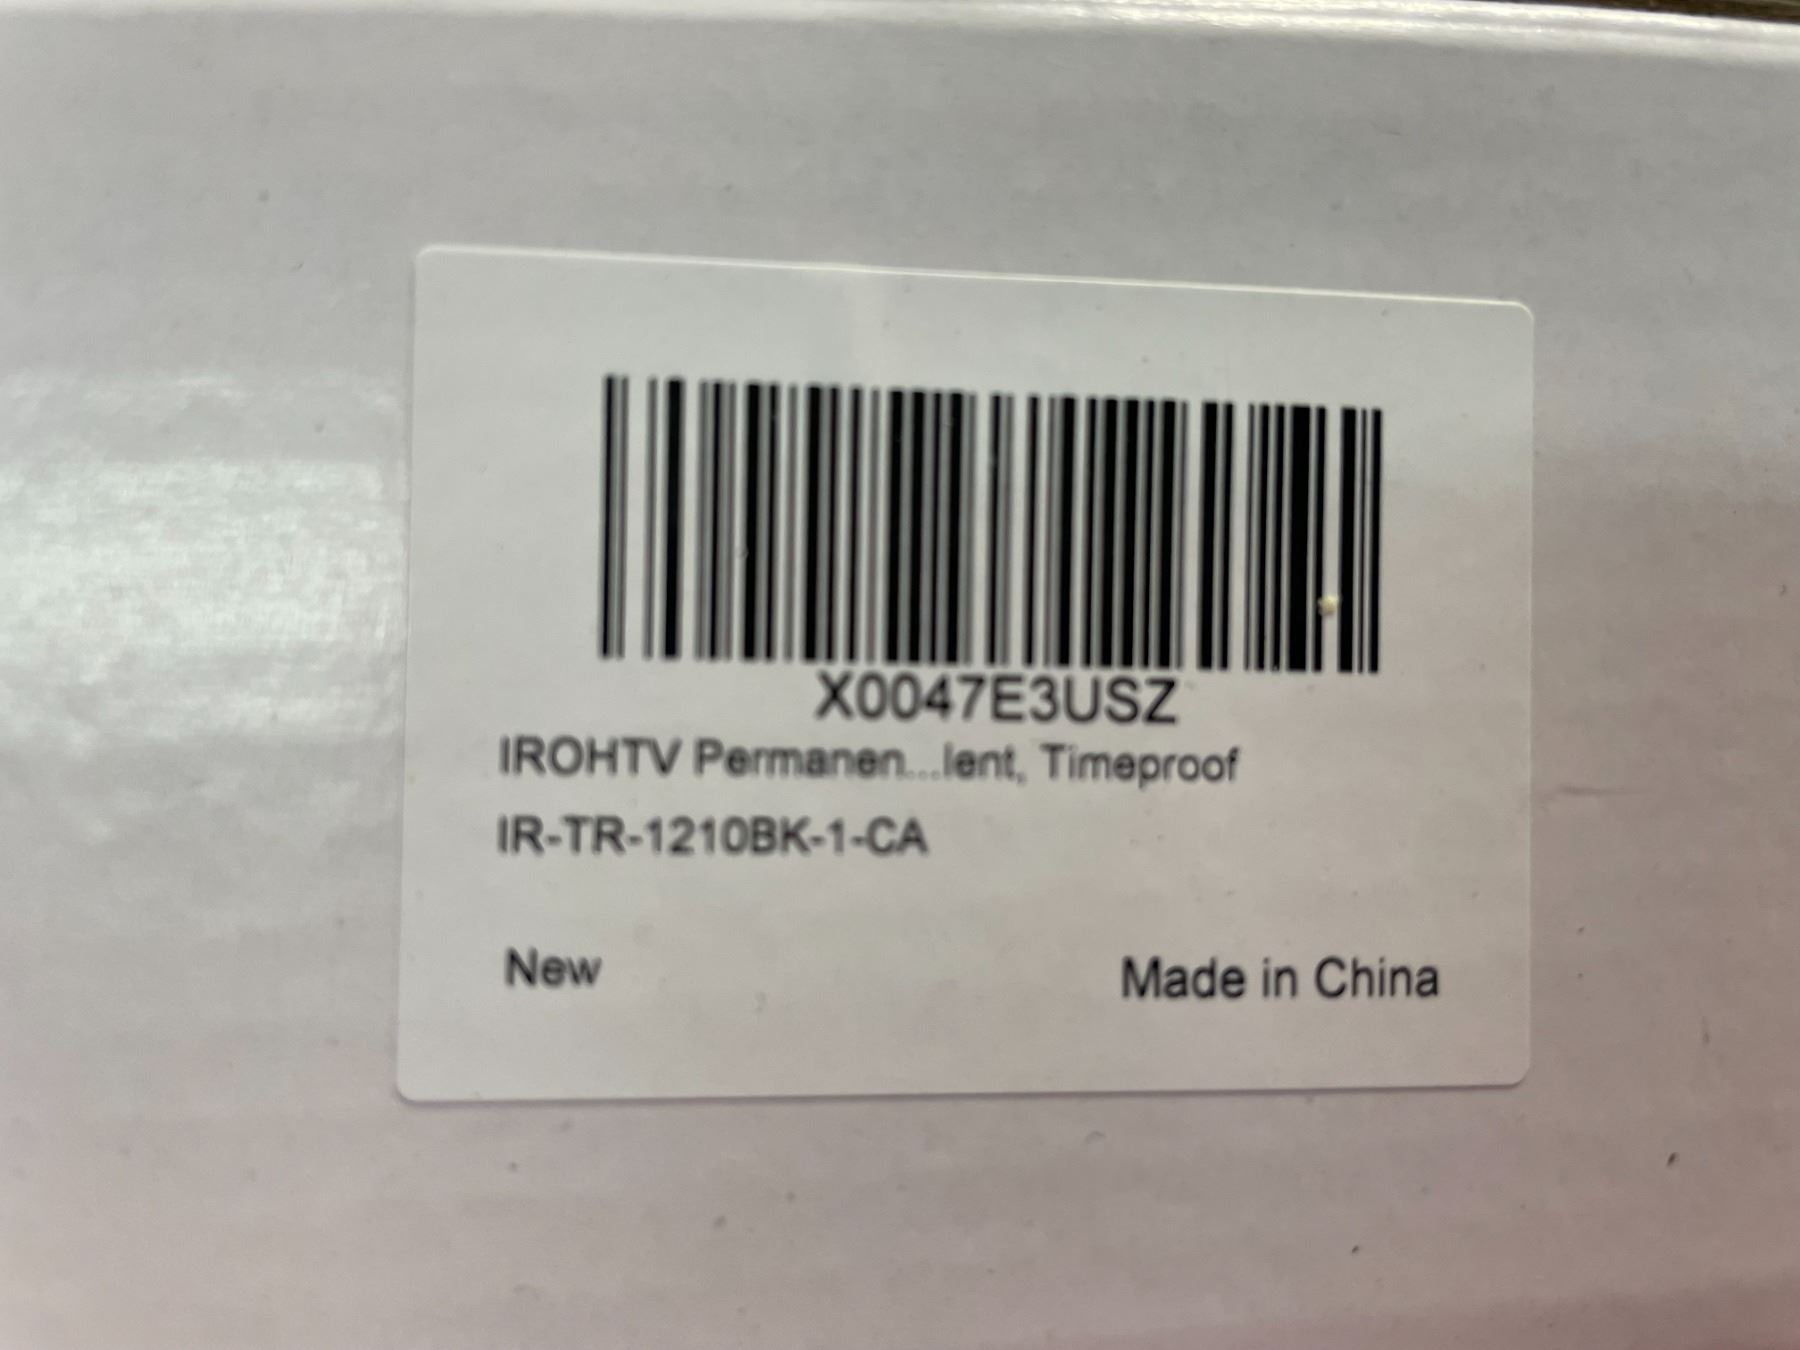 X0047E3USZ
IROHTV Permanen...lent, Timeproof
IR-TR-1210BK-1-CA
New
Made in China